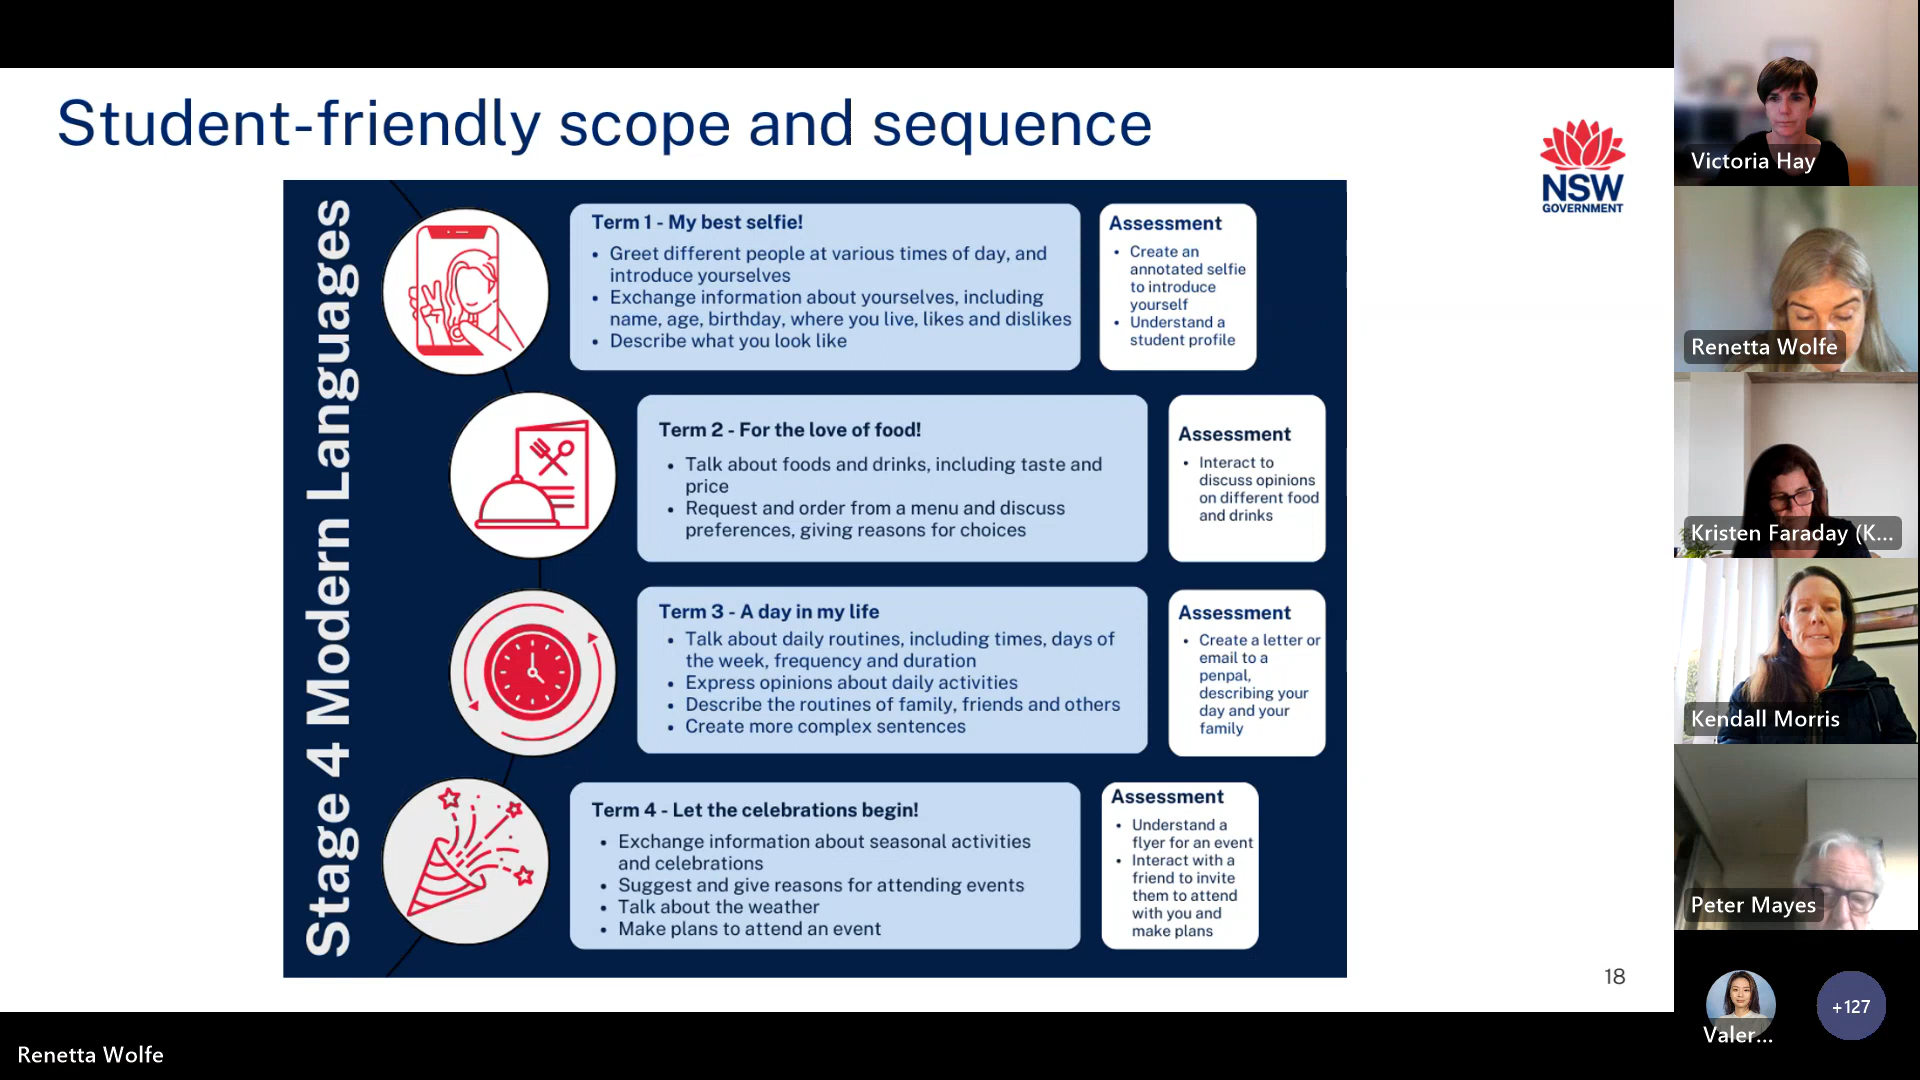 Student-friendly scope and sequence
NSW
GOVERNMENT
Stage 4 Modern Languages
Term 1 - My best selfie!
• Greet different people at various times of day, and
introduce yourselves
• Exchange information about yourselves, including
name, age, birthday, where you live, likes and dislikes
• Describe what you look like
Assessment
• Create an
annotated selfie
to introduce
yourself
• Understand a
student profile
Term 2 - For the love of food!
• Talk about foods and drinks, including taste and
price
• Request and order from a menu and discuss
preferences, giving reasons for choices
Assessment
• Interact to
discuss opinions
on different food
and drinks
Term 3 - A day in my life
• Talk about daily routines, including times, days of
the week, frequency and duration
• Express opinions about daily activities
• Describe the routines of family, friends and others
• Create more complex sentences
Assessment
• Create a letter or
email to a
penpal,
describing your
day and your
family
Term 4 - Let the celebrations begin!
• Exchange information about seasonal activities
and celebrations
• Suggest and give reasons for attending events
• Talk about the weather
• Make plans to attend an event
Assessment
• Understand a
flyer for an event
• Interact with a
friend to invite
them to attend
with you and
make plans
18
Victoria Hay
Renetta Wolfe
Kristen Faraday (K...
Kendall Morris
Peter Mayes
Valer...
+127
Renetta Wolfe